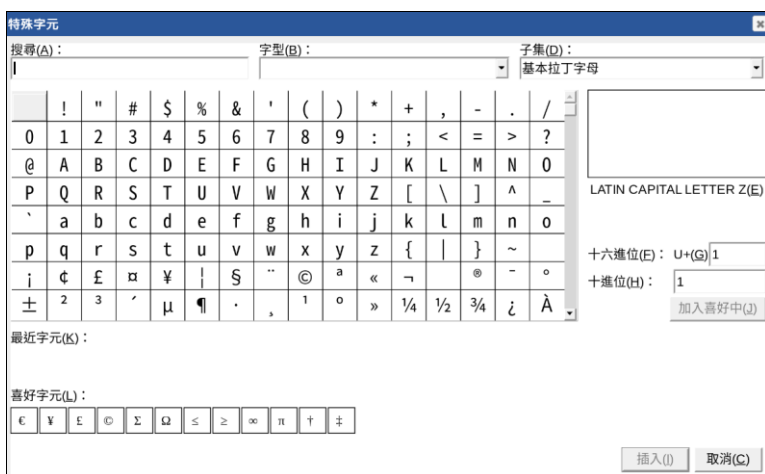 特殊字元
搜尋(A)： 字型(B)： 子集(D)：
基本拉丁字母
! " # $ % & ' ( ) * + , - . /
0 1 2 3 4 5 6 7 8 9 : ; < = > ?
@ A B C D E F G H I J K L M N O
P Q R S T U V W X Y Z [ \ ] ^ _
` a b c d e f g h i j k l m n o
p q r s t u v w x y z { | } ~
¡ ¢ £ ¤ ¥ ¦ § ¨ © ª « ¬ ® ¯ °
± ² ³ ´ µ ¶ · ¸ ¹ º » ¼ ½ ¾ ¿ À
LATIN CAPITAL LETTER Z(E)
十六進位(F)： U+(G) 1
十進位(H)： 1
加入喜好中(J)
最近字元(K)：
喜好字元(L)：
€ ¥ £ © Σ Ω ≤ ≥ ∞ π † ‡
插入(I) 取消(C)